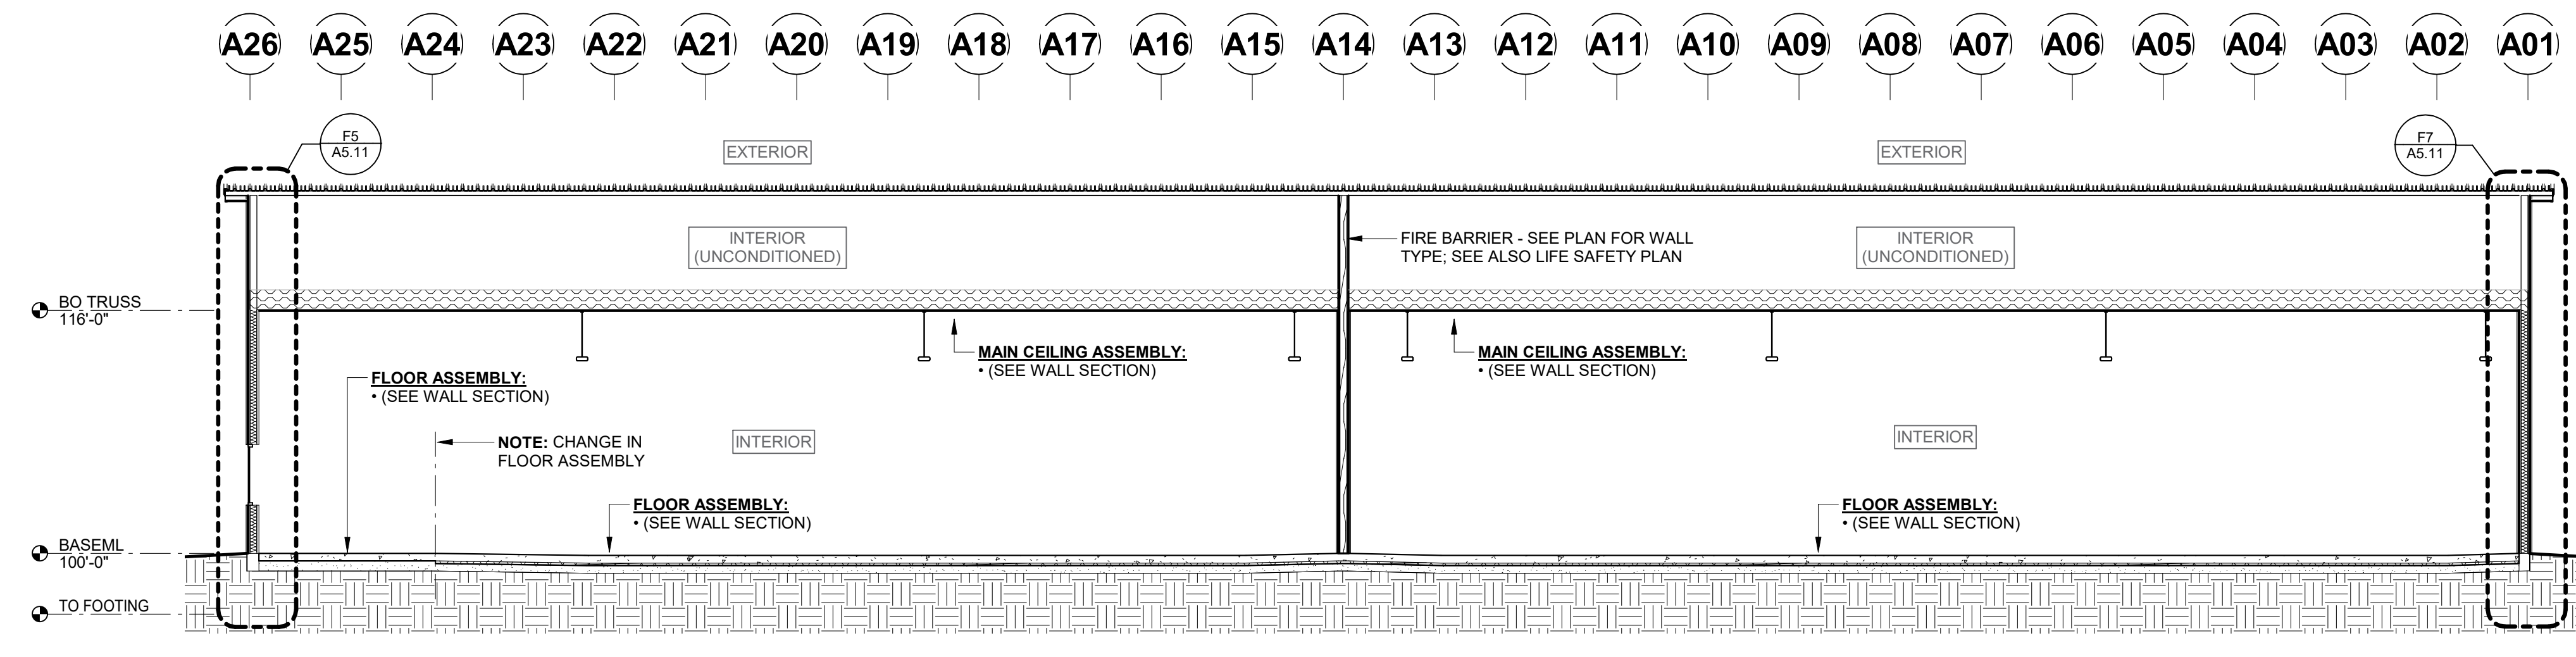 A26 A25 A24 A23 A22 A21 A20 A19 A18 A17 A16 A15 A14 A13 A12 A11 A10 A09 A08 A07 A06 A05 A04 A03 A02 A01
F5
A5.11
EXTERIOR
EXTERIOR
F7
A5.11
INTERIOR
(UNCONDITIONED)
FIRE BARRIER - SEE PLAN FOR WALL
TYPE; SEE ALSO LIFE SAFETY PLAN
INTERIOR
(UNCONDITIONED)
BO TRUSS
116'-0"
MAIN CEILING ASSEMBLY:
• (SEE WALL SECTION)
MAIN CEILING ASSEMBLY:
• (SEE WALL SECTION)
FLOOR ASSEMBLY:
• (SEE WALL SECTION)
NOTE: CHANGE IN
FLOOR ASSEMBLY
INTERIOR
INTERIOR
FLOOR ASSEMBLY:
• (SEE WALL SECTION)
FLOOR ASSEMBLY:
• (SEE WALL SECTION)
BASEML
100'-0"
TO FOOTING